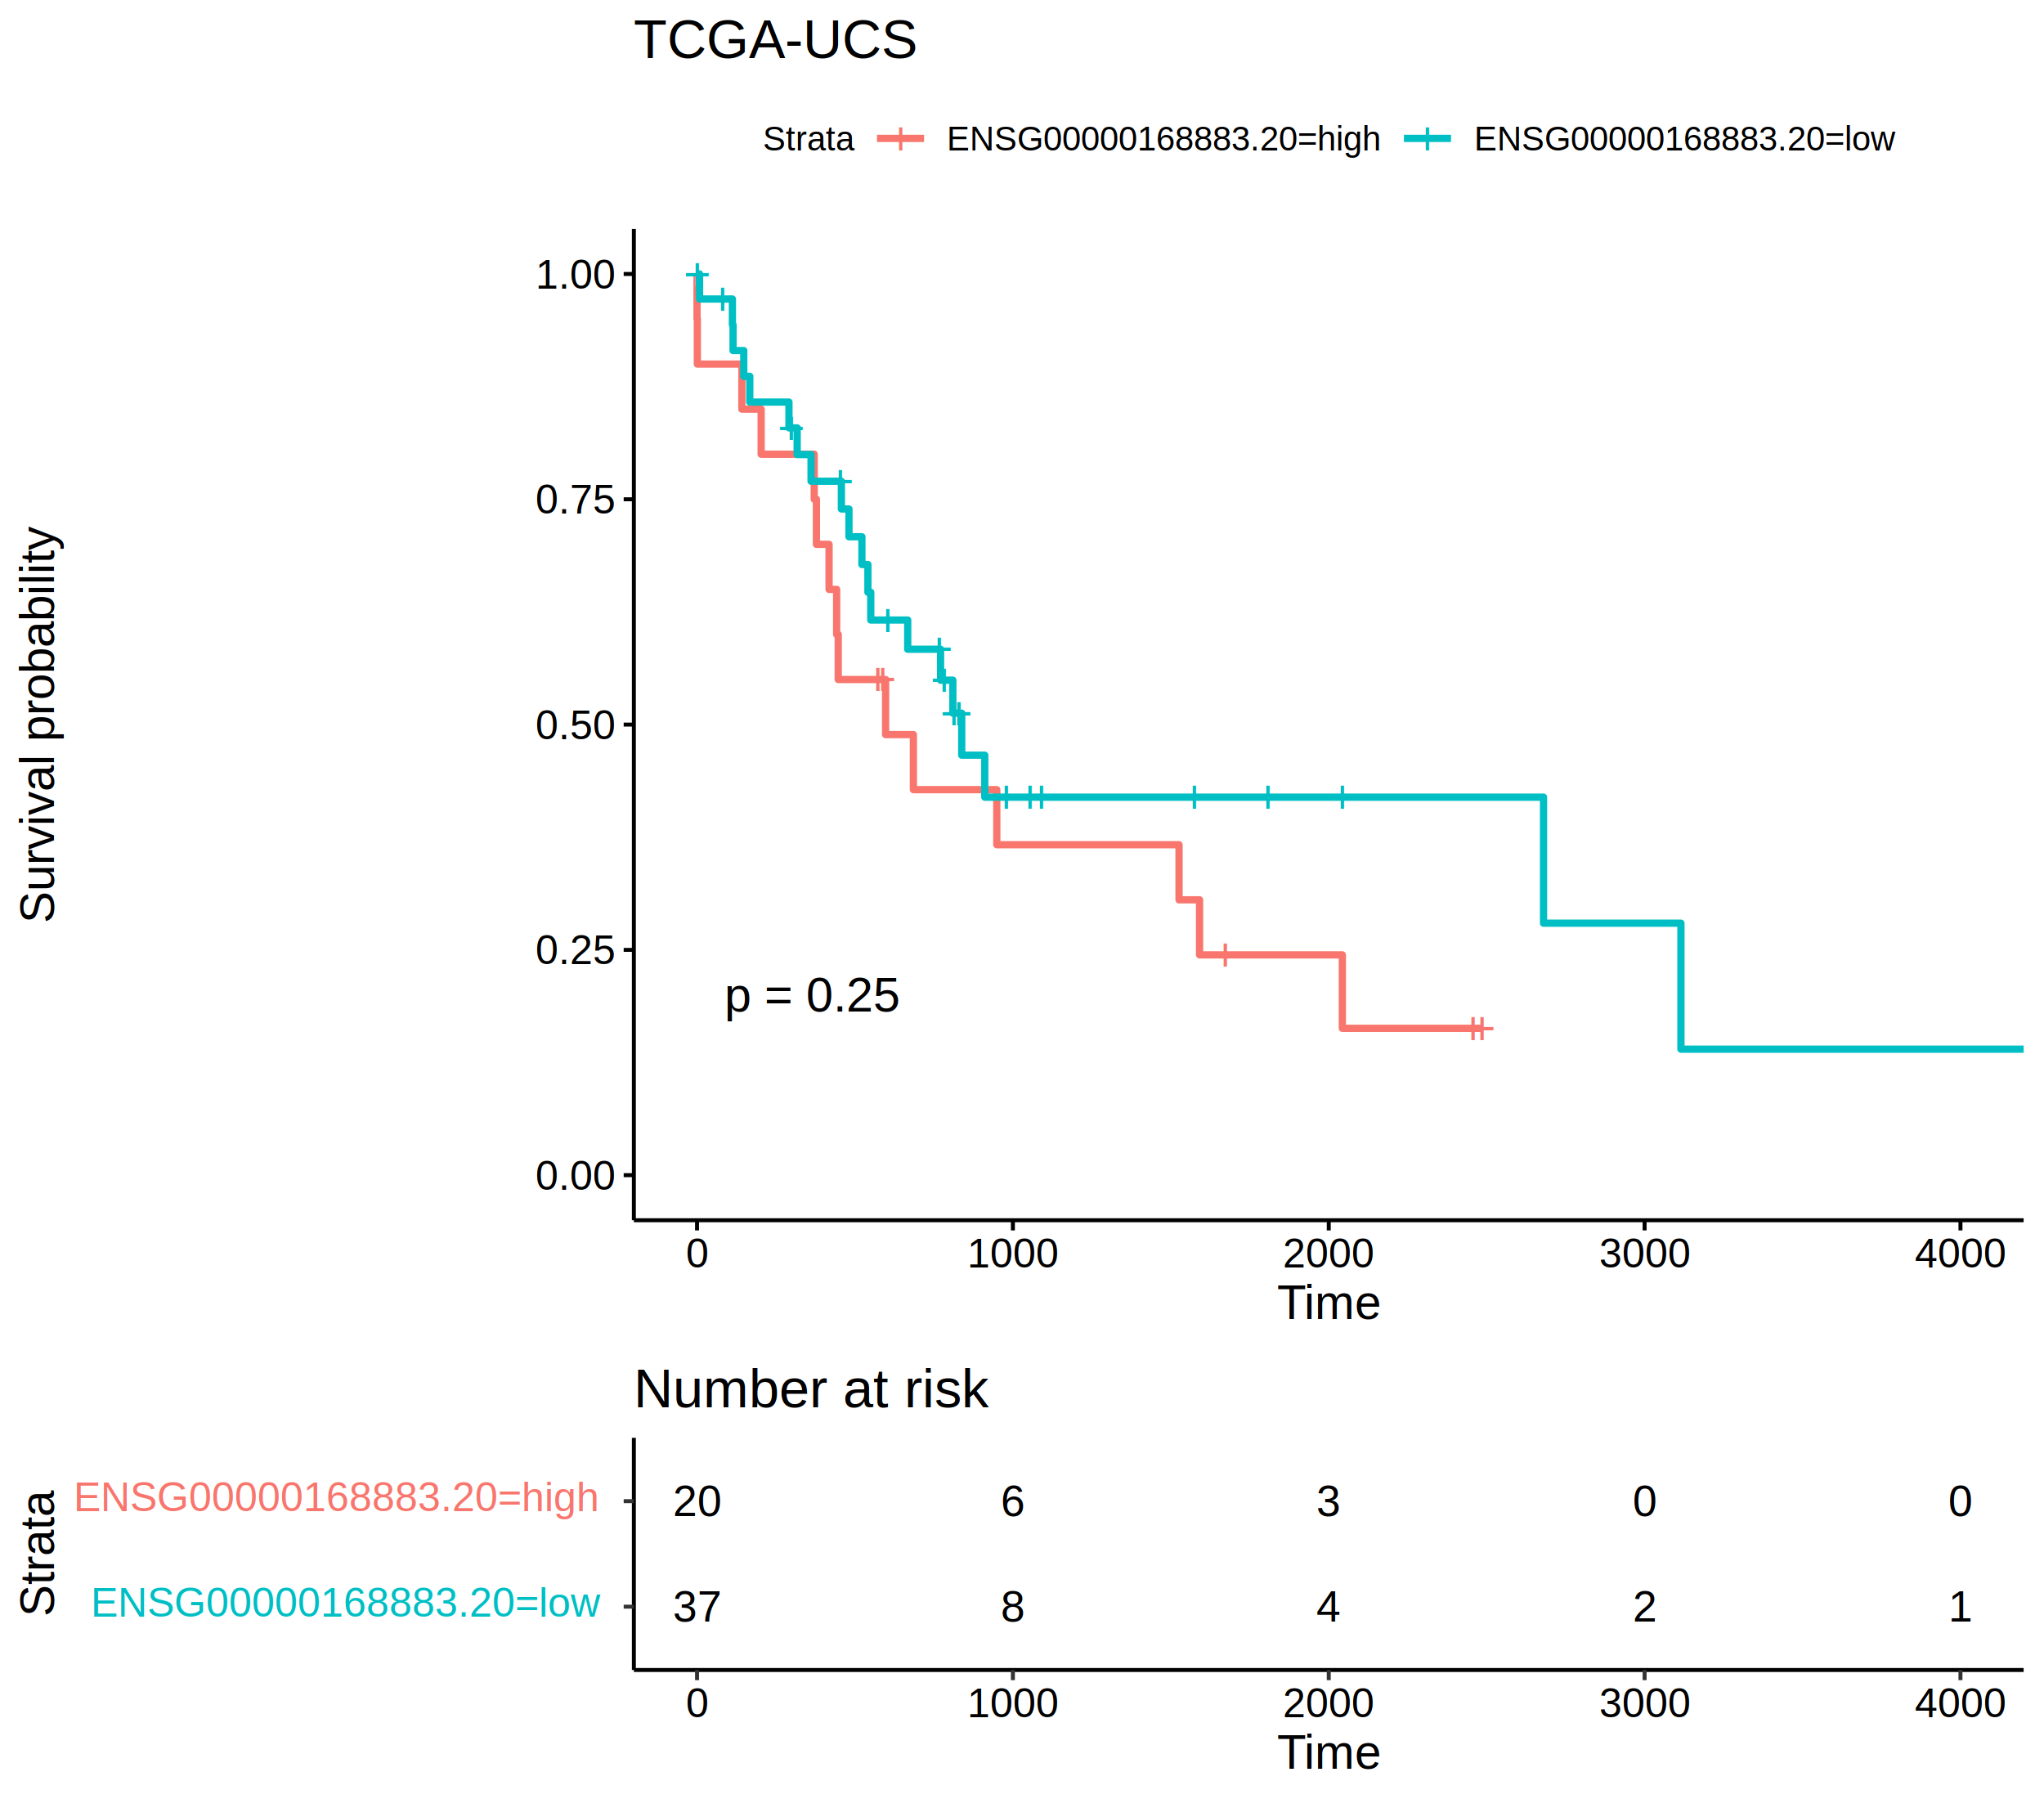 TCGA-UCS
Strata ENSG00000168883.20=high ENSG00000168883.20=low
Survival probability
1.00
0.75
0.50
0.25
0.00
p = 0.25
0 1000 2000 3000 4000
Time
Number at risk
Strata
ENSG00000168883.20=high 20 6 3 0 0
ENSG00000168883.20=low 37 8 4 2 1
0 1000 2000 3000 4000
Time